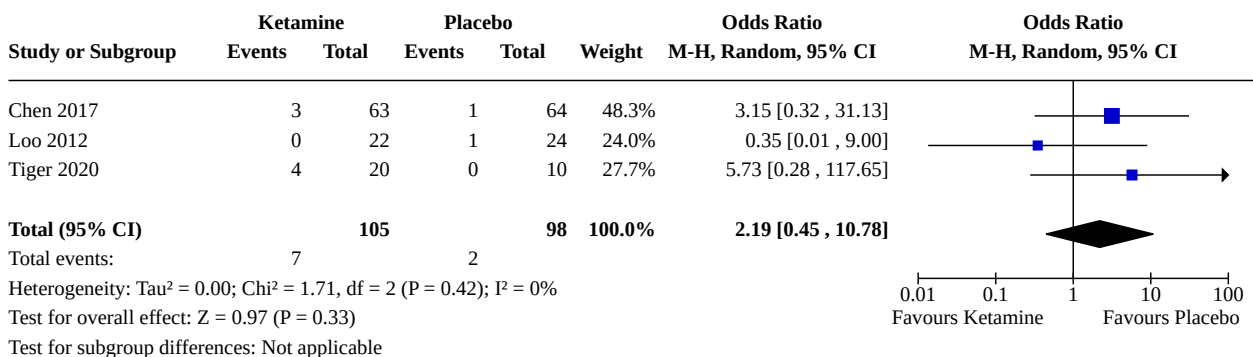 Ketamine Placebo Odds Ratio Odds Ratio
Study or Subgroup Events Total Events Total Weight M-H, Random, 95% CI M-H, Random, 95% CI
Chen 2017 3 63 1 64 48.3% 3.15 [0.32 , 31.13]
Loo 2012 0 22 1 24 24.0% 0.35 [0.01 , 9.00]
Tiger 2020 4 20 0 10 27.7% 5.73 [0.28 , 117.65]
Total (95% CI) 105 98 100.0% 2.19 [0.45 , 10.78]
Total events: 7 2
Heterogeneity: Tau² = 0.00; Chi² = 1.71, df = 2 (P = 0.42); I² = 0%
0.01 0.1 1 10 100
Test for overall effect: Z = 0.97 (P = 0.33) Favours Ketamine Favours Placebo
Test for subgroup differences: Not applicable